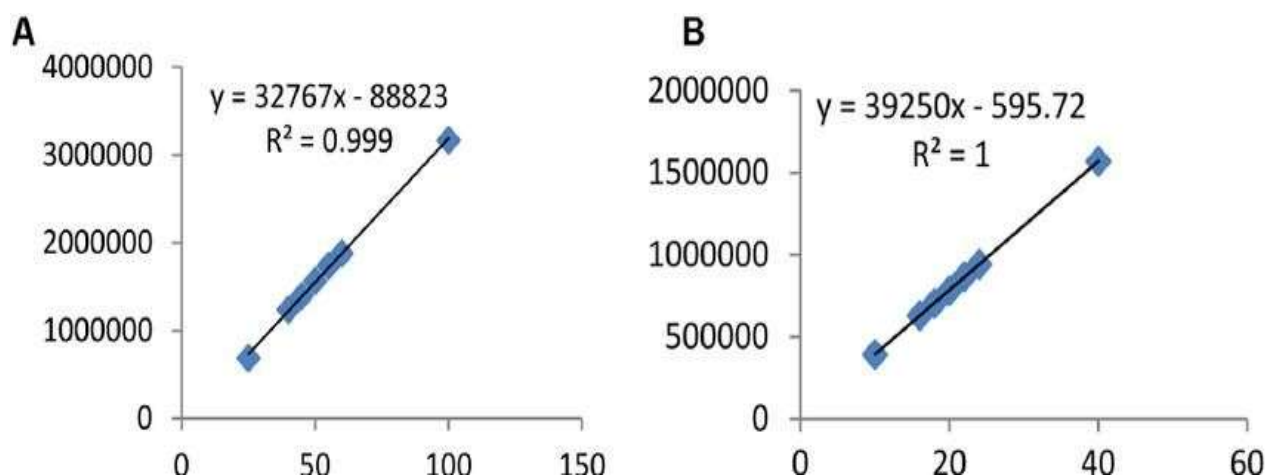 A
4000000
3000000
2000000
1000000
0
y = 32767x - 88823
R² = 0.999
0 50 100 150
B
2000000
1500000
1000000
500000
0
y = 39250x - 595.72
R² = 1
0 20 40 60